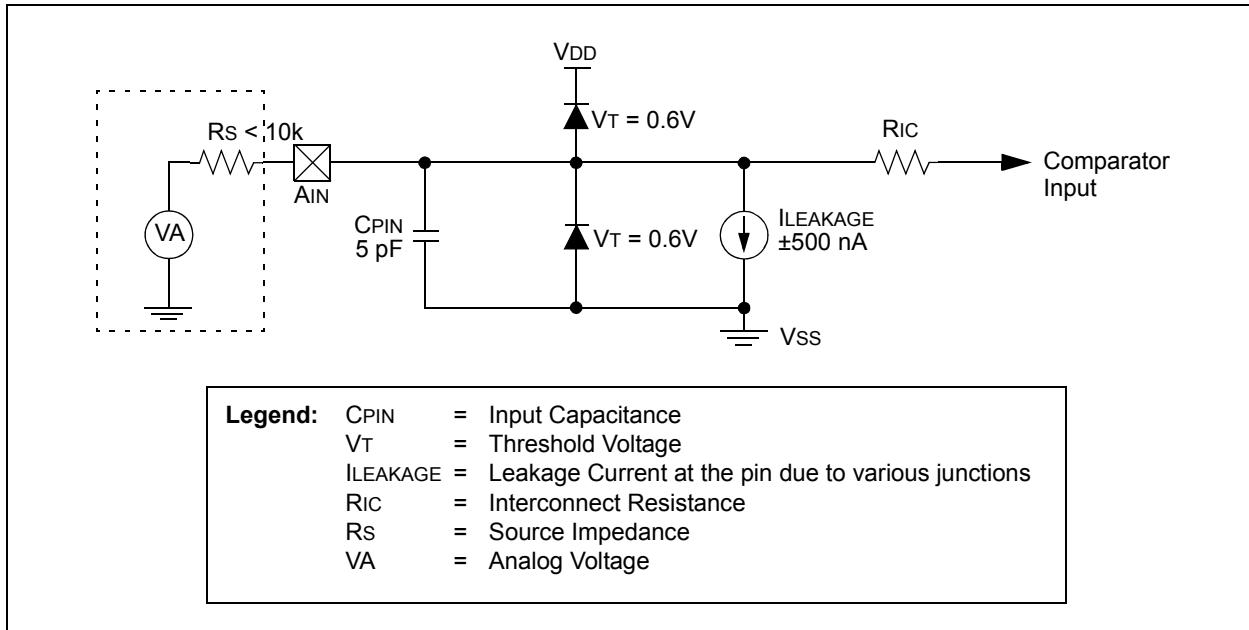 VDD
VT = 0.6V
RS < 10k
RIC
AIN
Comparator
Input
VA
CPIN
5 pF
VT = 0.6V
ILEAKAGE
±500 nA
VSS
Legend: CPIN = Input Capacitance
VT = Threshold Voltage
ILEAKAGE = Leakage Current at the pin due to various junctions
RIC = Interconnect Resistance
RS = Source Impedance
VA = Analog Voltage